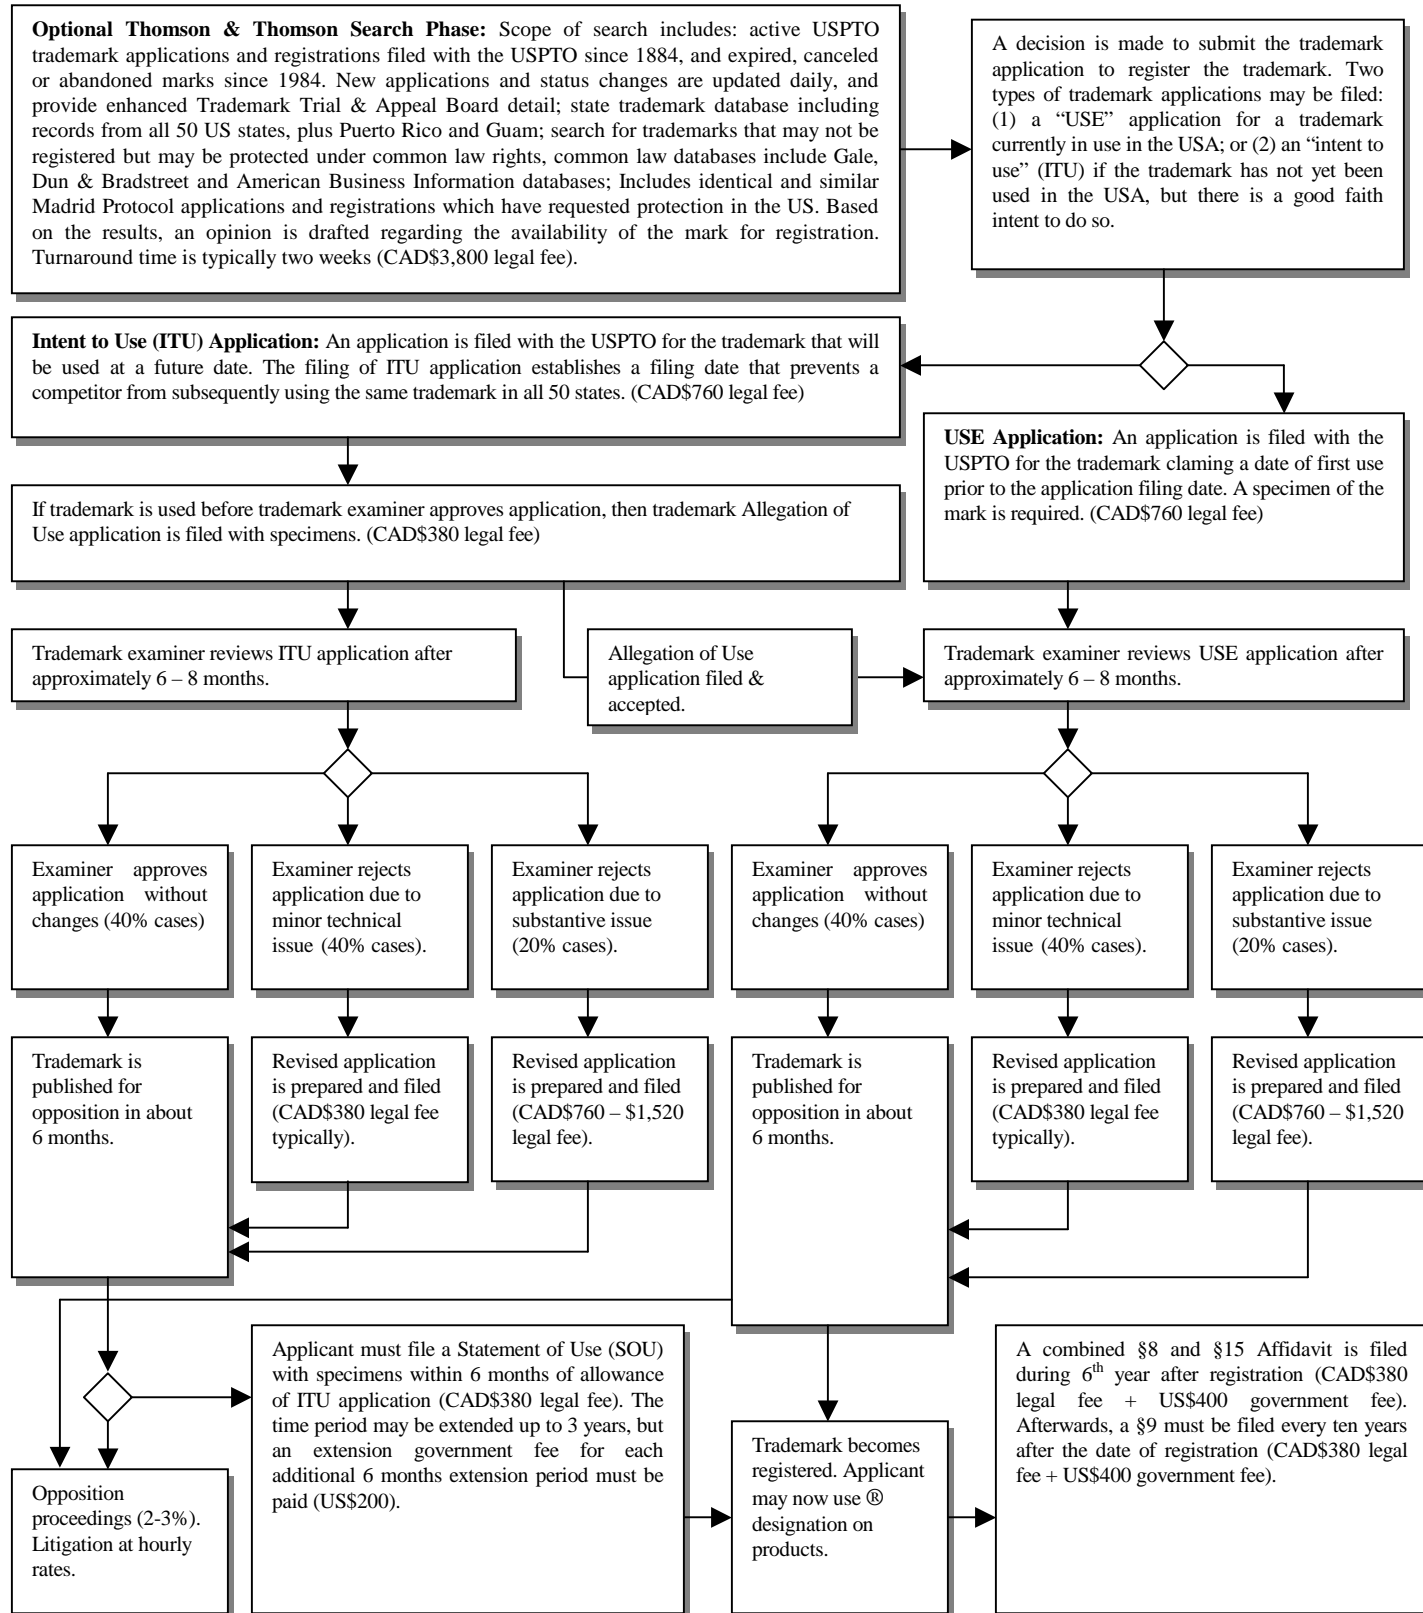 Optional Thomson & Thomson Search Phase: Scope of search includes: active USPTO
trademark applications and registrations filed with the USPTO since 1884, and expired, canceled
or abandoned marks since 1984. New applications and status changes are updated daily, and
provide enhanced Trademark Trial & Appeal Board detail; state trademark database including
records from all 50 US states, plus Puerto Rico and Guam; search for trademarks that may not be
registered but may be protected under common law rights, common law databases include Gale,
Dun & Bradstreet and American Business Information databases; Includes identical and similar
Madrid Protocol applications and registrations which have requested protection in the US. Based
on the results, an opinion is drafted regarding the availability of the mark for registration.
Turnaround time is typically two weeks (CAD$3,800 legal fee).
A decision is made to submit the trademark
application to register the trademark. Two
types of trademark applications may be filed:
(1) a “USE” application for a trademark
currently in use in the USA; or (2) an “intent to
use” (ITU) if the trademark has not yet been
used in the USA, but there is a good faith
intent to do so.
Intent to Use (ITU) Application: An application is filed with the USPTO for the trademark that will
be used at a future date. The filing of ITU application establishes a filing date that prevents a
competitor from subsequently using the same trademark in all 50 states. (CAD$760 legal fee)
USE Application: An application is filed with the
USPTO for the trademark claming a date of first use
prior to the application filing date. A specimen of the
mark is required. (CAD$760 legal fee)
If trademark is used before trademark examiner approves application, then trademark Allegation of
Use application is filed with specimens. (CAD$380 legal fee)
Trademark examiner reviews ITU application after
approximately 6 – 8 months.
Allegation of Use
application filed &
accepted.
Trademark examiner reviews USE application after
approximately 6 – 8 months.
Examiner approves
application without
changes (40% cases)
Examiner rejects
application due to
minor technical
issue (40% cases).
Examiner rejects
application due to
substantive issue
(20% cases).
Examiner approves
application without
changes (40% cases)
Examiner rejects
application due to
minor technical
issue (40% cases).
Examiner rejects
application due to
substantive issue
(20% cases).
Trademark is
published for
opposition in about
6 months.
Revised application
is prepared and filed
(CAD$380 legal fee
typically).
Revised application
is prepared and filed
(CAD$760 – $1,520
legal fee).
Trademark is
published for
opposition in about
6 months.
Revised application
is prepared and filed
(CAD$380 legal fee
typically).
Revised application
is prepared and filed
(CAD$760 – $1,520
legal fee).
Applicant must file a Statement of Use (SOU)
with specimens within 6 months of allowance
of ITU application (CAD$380 legal fee). The
time period may be extended up to 3 years, but
an extension government fee for each
additional 6 months extension period must be
paid (US$200).
A combined §8 and §15 Affidavit is filed
during 6th year after registration (CAD$380
legal fee + US$400 government fee).
Afterwards, a §9 must be filed every ten years
after the date of registration (CAD$380 legal
fee + US$400 government fee).
Trademark becomes
registered. Applicant
may now use ®
designation on
products.
Opposition
proceedings (2-3%).
Litigation at hourly
rates.